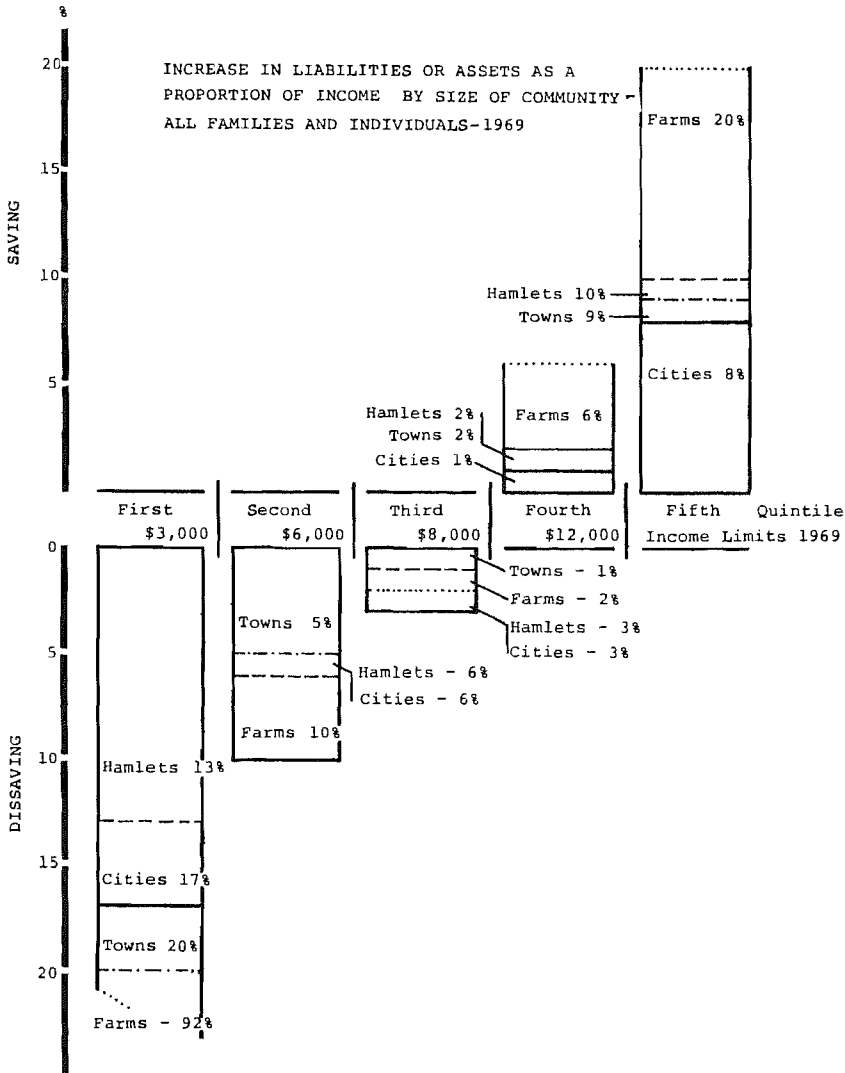 %
20
INCREASE IN LIABILITIES OR ASSETS AS A
PROPORTION OF INCOME BY SIZE OF COMMUNITY -
ALL FAMILIES AND INDIVIDUALS-1969
Farms 20%
15
SAVING
10
Hamlets 10%
Towns 9%
Cities 8%
5
Hamlets 2%
Towns 2%
Cities 1%
Farms 6%
First
$3,000
Second
$6,000
Third
$8,000
Fourth
$12,000
Fifth Quintile
Income Limits 1969
0
Towns - 1%
Farms - 2%
Hamlets - 3%
Cities - 3%
Towns 5%
5
Hamlets - 6%
Cities - 6%
Farms 10%
DISSAVING
10
Hamlets 13%
15
Cities 17%
Towns 20%
20
Farms - 92%